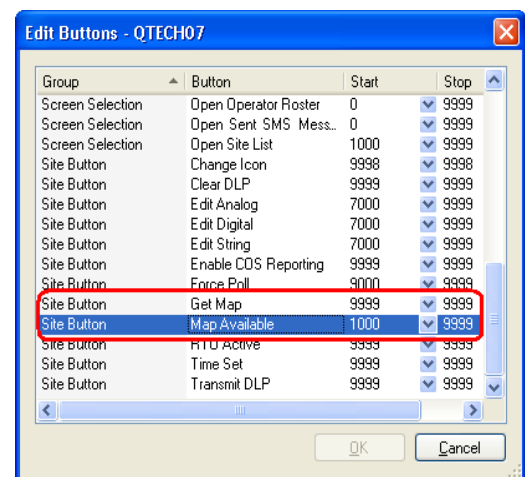 Edit Buttons - QTECH07
Group Button Start Stop
Screen Selection Open Operator Roster 0 9999
Screen Selection Open Sent SMS Mess... 0 9999
Screen Selection Open Site List 1000 9999
Site Button Change Icon 9998 9998
Site Button Clear DLP 9999 9999
Site Button Edit Analog 7000 9999
Site Button Edit Digital 7000 9999
Site Button Edit String 7000 9999
Site Button Enable COS Reporting 9999 9999
Site Button Force Poll 9000 9999
Site Button Get Map 9999 9999
Site Button Map Available 1000 9999
Site Button RTU Active 9999 9999
Site Button Time Set 9999 9999
Site Button Transmit DLP 9999 9999
OK Cancel